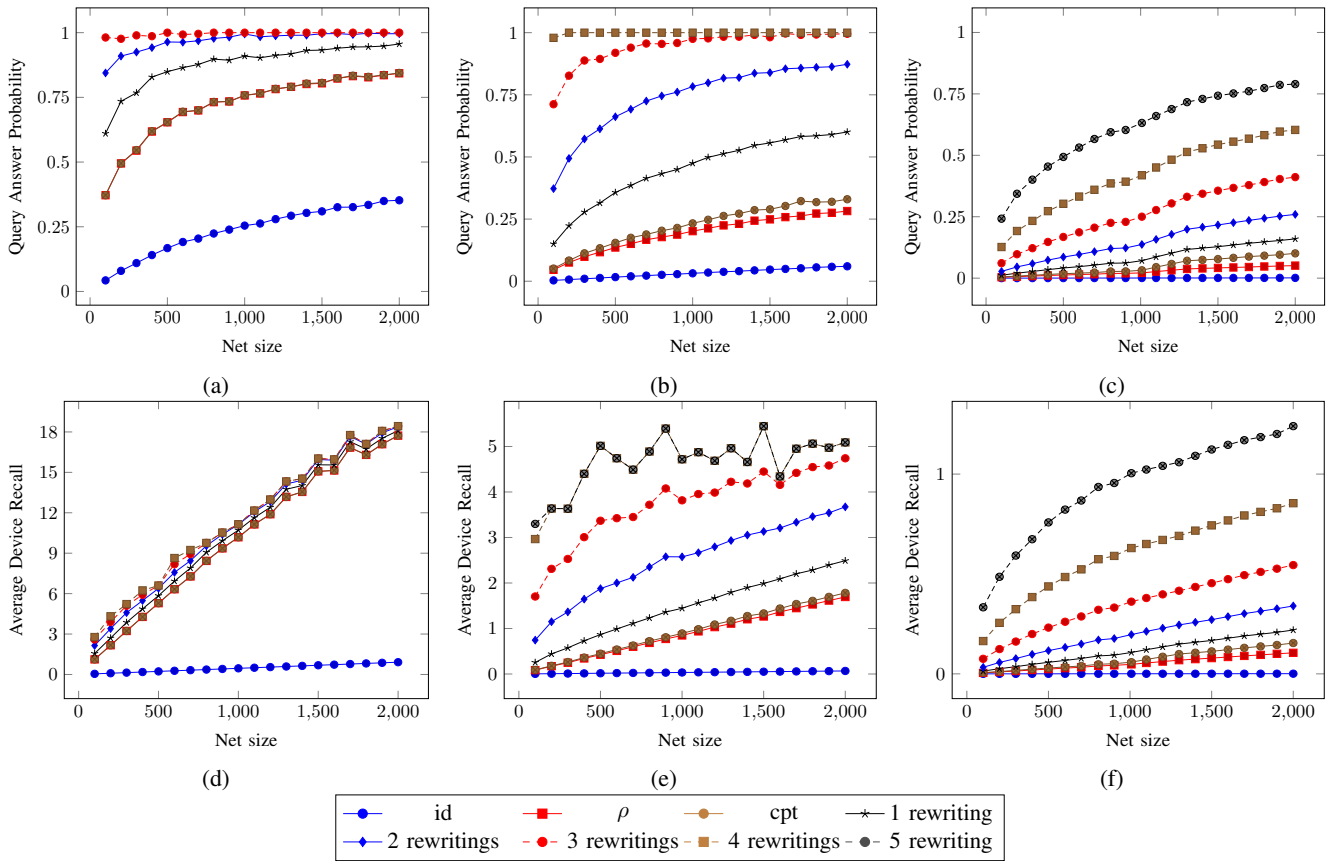 1
0.75
0.5
0.25
0
0 500 1,000 1,500 2,000
Query Answer Probability
Net size
(a)
1
0.75
0.5
0.25
0
0 500 1,000 1,500 2,000
Query Answer Probability
Net size
(b)
1
0.75
0.5
0.25
0
0 500 1,000 1,500 2,000
Query Answer Probability
Net size
(c)
18
15
12
9
6
3
0
0 500 1,000 1,500 2,000
Average Device Recall
Net size
(d)
5
4
3
2
1
0
0 500 1,000 1,500 2,000
Average Device Recall
Net size
(e)
1
0
0 500 1,000 1,500 2,000
Average Device Recall
Net size
(f)
id ρ cpt 1 rewriting
2 rewritings 3 rewritings 4 rewritings 5 rewriting